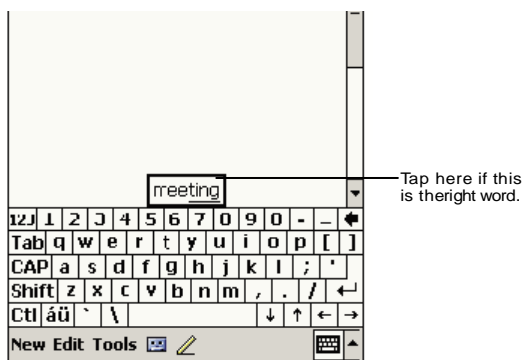 meeting
Tap here if this
is theright word.
12J 1 2 3 4 5 6 7 8 9 0 - _
Tab q w e r t y u i o p [ ]
CAP a s d f g h j k l ; '
Shift z x c v b n m , . /
Ctl áü ` \ ↓ ↑ ← →
New Edit Tools